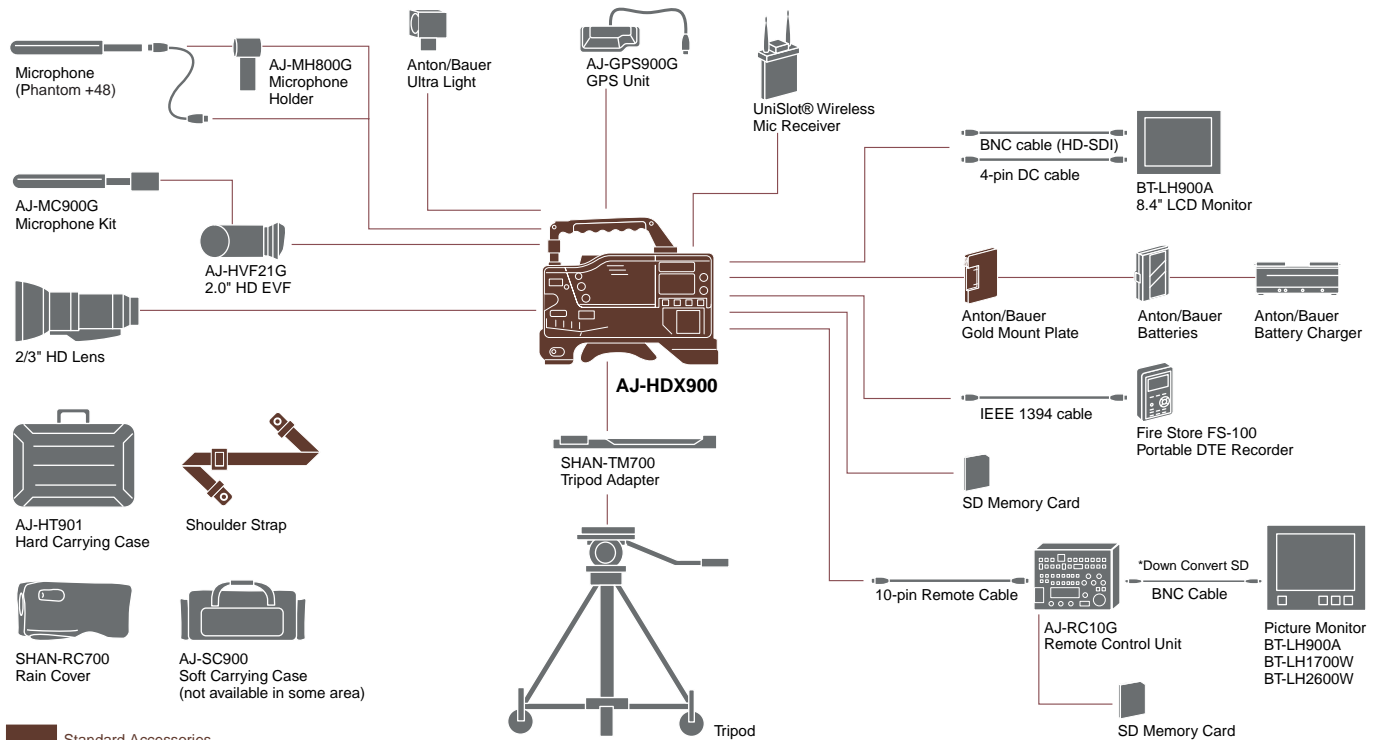 Microphone
(Phantom +48)
AJ-MH800G
Microphone
Holder
Anton/Bauer
Ultra Light
AJ-GPS900G
GPS Unit
UniSlot® Wireless
Mic Receiver
BNC cable (HD-SDI)
4-pin DC cable
BT-LH900A
8.4" LCD Monitor
AJ-MC900G
Microphone Kit
AJ-HVF21G
2.0" HD EVF
2/3" HD Lens
AJ-HDX900
Anton/Bauer
Gold Mount Plate
Anton/Bauer
Batteries
Anton/Bauer
Battery Charger
IEEE 1394 cable
Fire Store FS-100
Portable DTE Recorder
SHAN-TM700
Tripod Adapter
SD Memory Card
AJ-HT901
Hard Carrying Case
Shoulder Strap
10-pin Remote Cable
*Down Convert SD
BNC Cable
AJ-RC10G
Remote Control Unit
Picture Monitor
BT-LH900A
BT-LH1700W
BT-LH2600W
SHAN-RC700
Rain Cover
AJ-SC900
Soft Carrying Case
(not available in some area)
Tripod
SD Memory Card
Standard Accessories